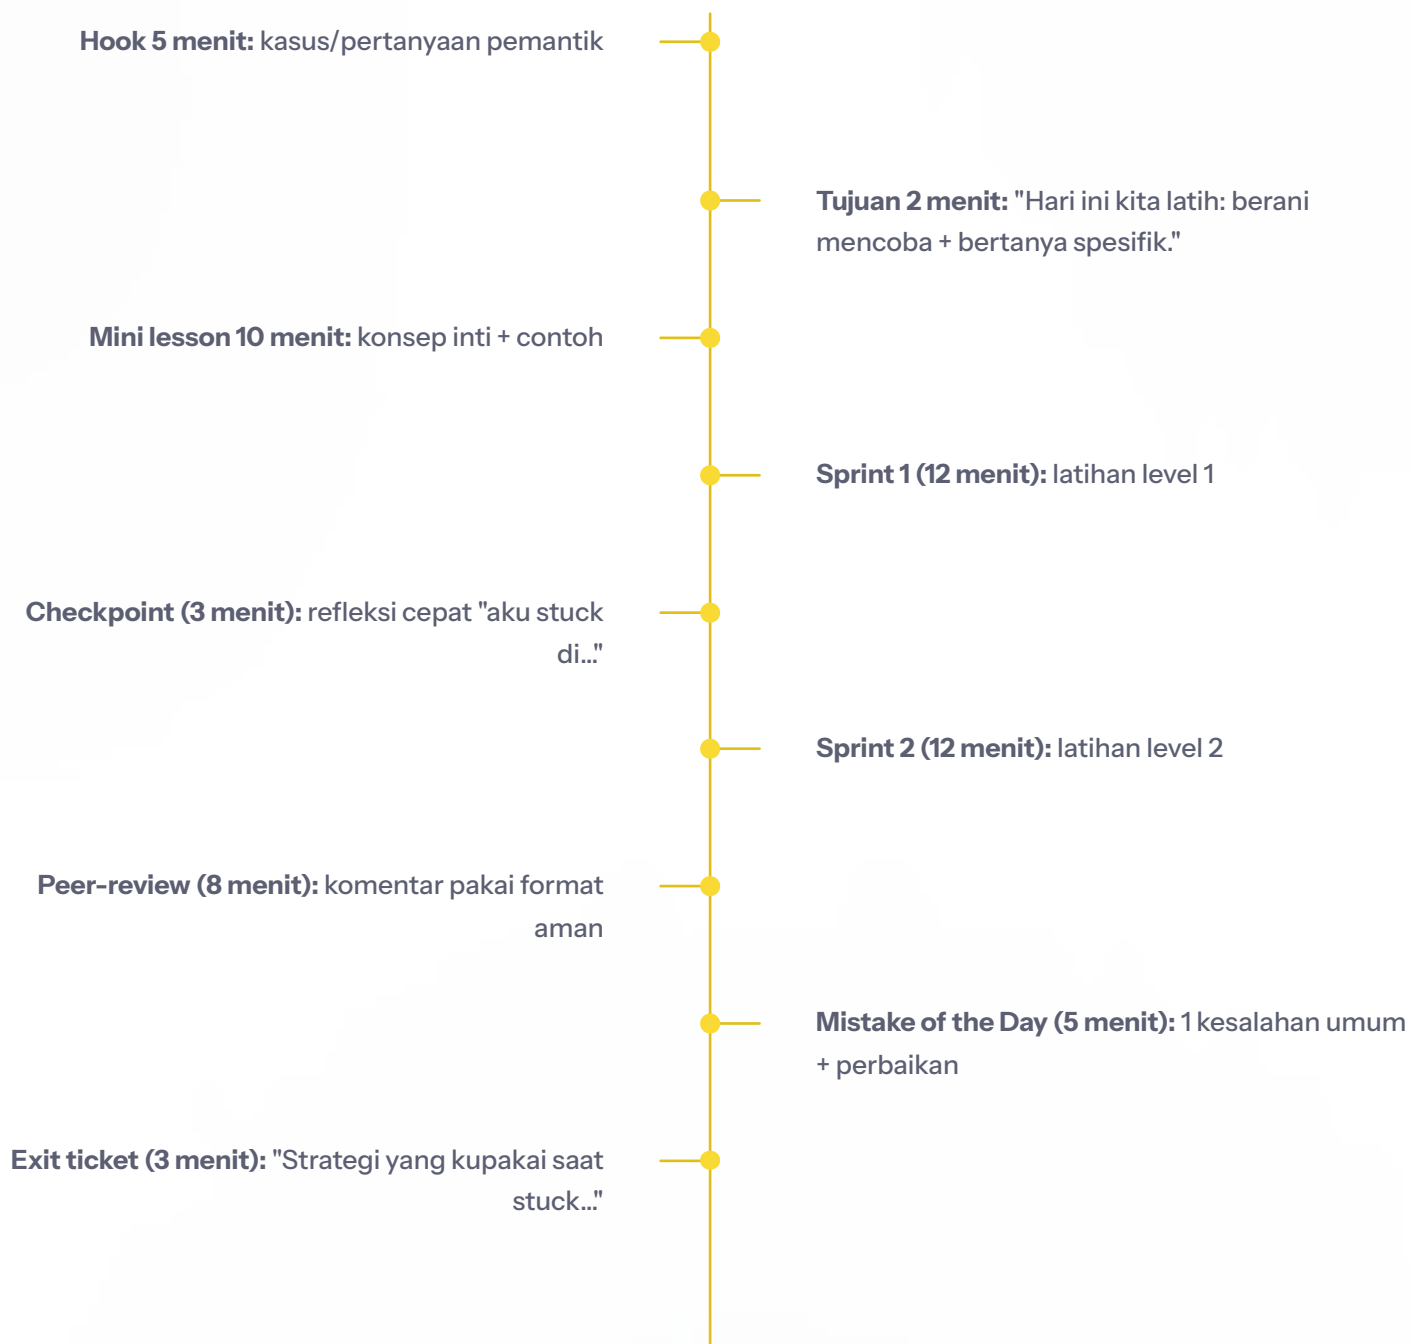 Hook 5 menit: kasus/pertanyaan pemantik
Tujuan 2 menit: "Hari ini kita latih: berani
mencoba + bertanya spesifik."
Mini lesson 10 menit: konsep inti + contoh
Sprint 1 (12 menit): latihan level 1
Checkpoint (3 menit): refleksi cepat "aku stuck
di..."
Sprint 2 (12 menit): latihan level 2
Peer-review (8 menit): komentar pakai format
aman
Mistake of the Day (5 menit): 1 kesalahan umum
+ perbaikan
Exit ticket (3 menit): "Strategi yang kupakai saat
stuck..."